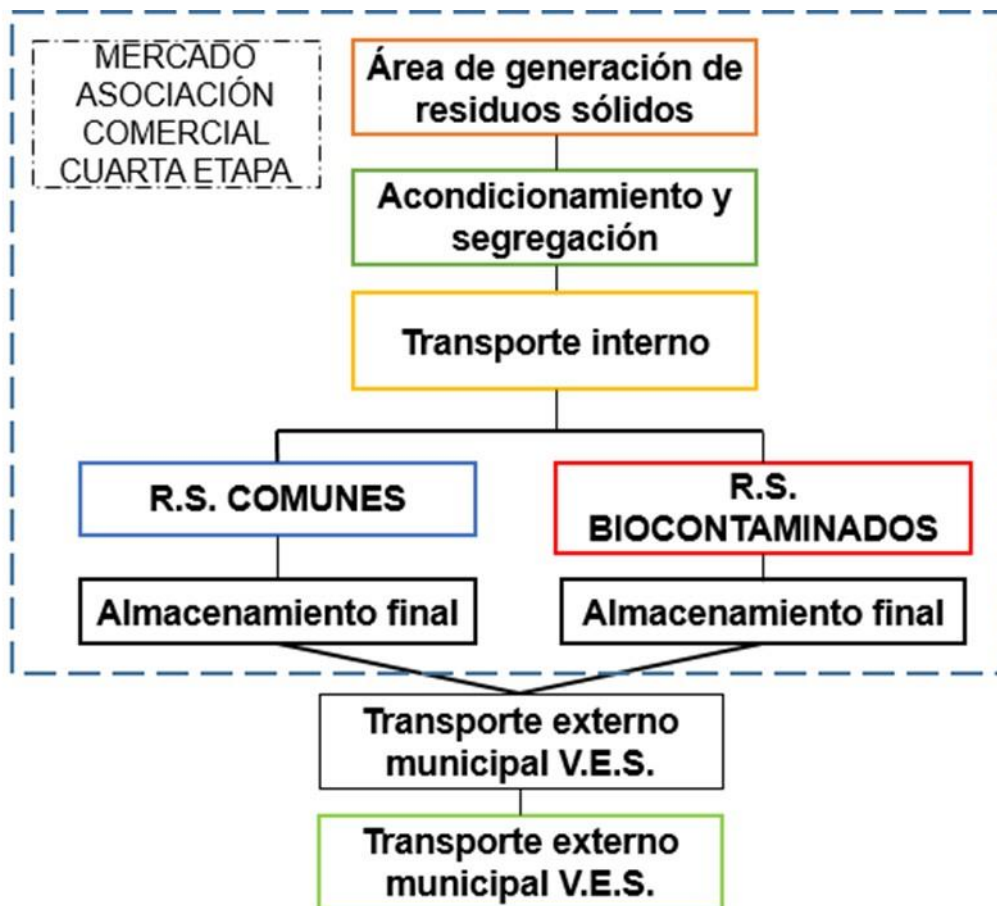 MERCADO
ASOCIACIÓN
COMERCIAL
CUARTA ETAPA
Área de generación de
residuos sólidos
Acondicionamiento y
segregación
Transporte interno
R.S. COMUNES
R.S.
BIOCONTAMINADOS
Almacenamiento final
Almacenamiento final
Transporte externo
municipal V.E.S.
Transporte externo
municipal V.E.S.